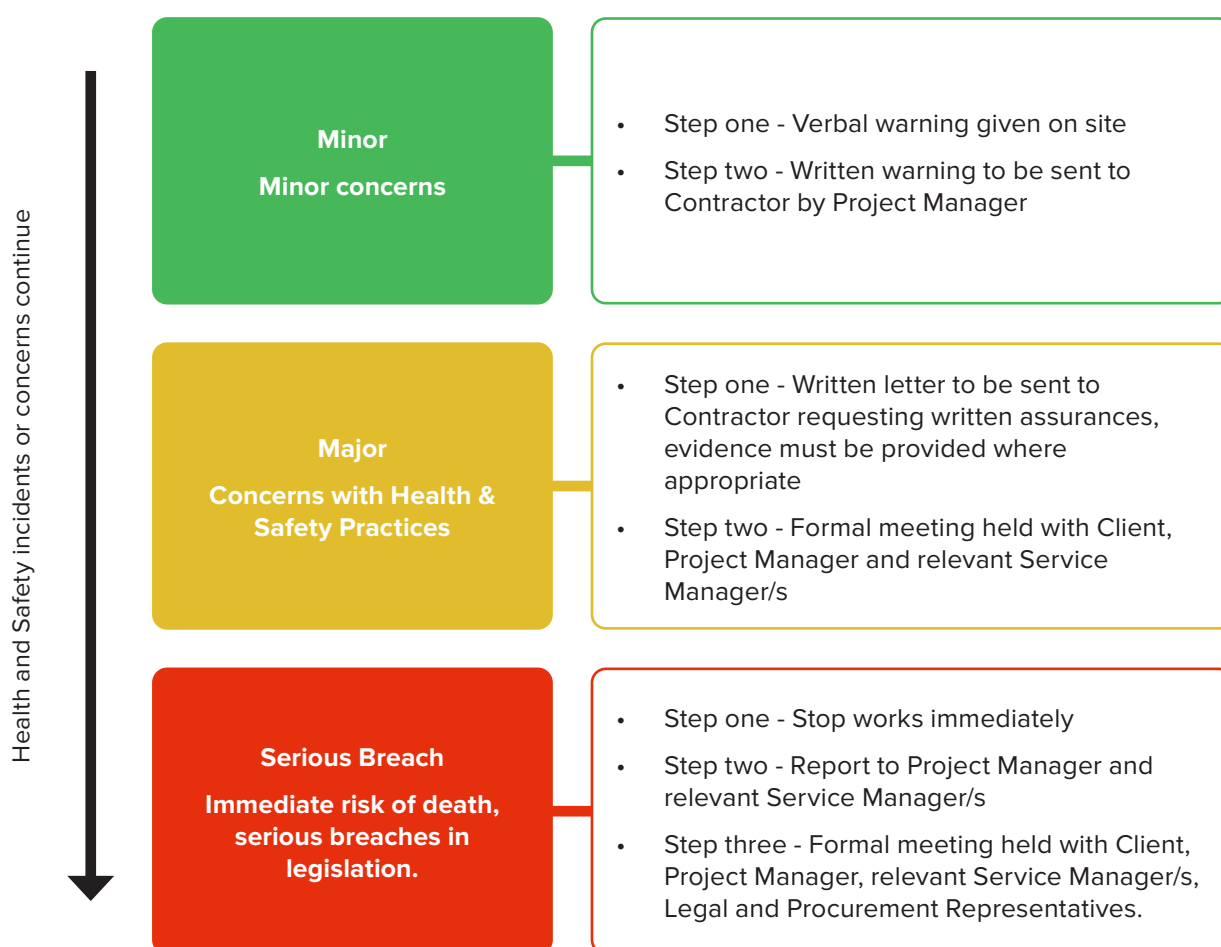 Health and Safety incidents or concerns continue
Minor
Minor concerns
• Step one - Verbal warning given on site
• Step two - Written warning to be sent to
Contractor by Project Manager
Major
Concerns with Health &
Safety Practices
• Step one - Written letter to be sent to
Contractor requesting written assurances,
evidence must be provided where
appropriate
• Step two - Formal meeting held with Client,
Project Manager and relevant Service
Manager/s
Serious Breach
Immediate risk of death,
serious breaches in
legislation.
• Step one - Stop works immediately
• Step two - Report to Project Manager and
relevant Service Manager/s
• Step three - Formal meeting held with Client,
Project Manager, relevant Service Manager/s,
Legal and Procurement Representatives.